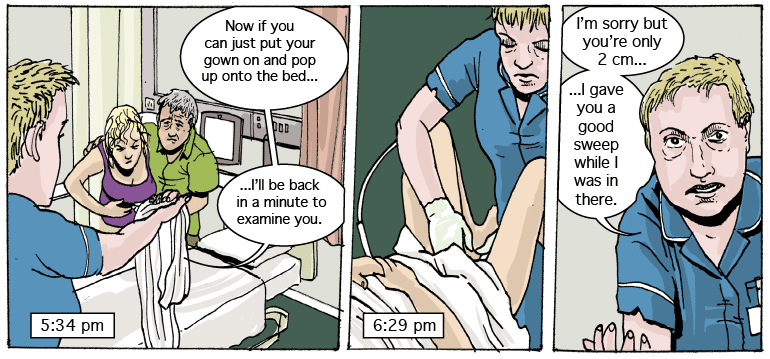 Now if you
can just put your
gown on and pop
up onto the bed...
...I'll be back
in a minute to
examine you.
5:34 pm
6:29 pm
I'm sorry but
you're only
2 cm...
...I gave
you a
good
sweep
while I
was in
there.